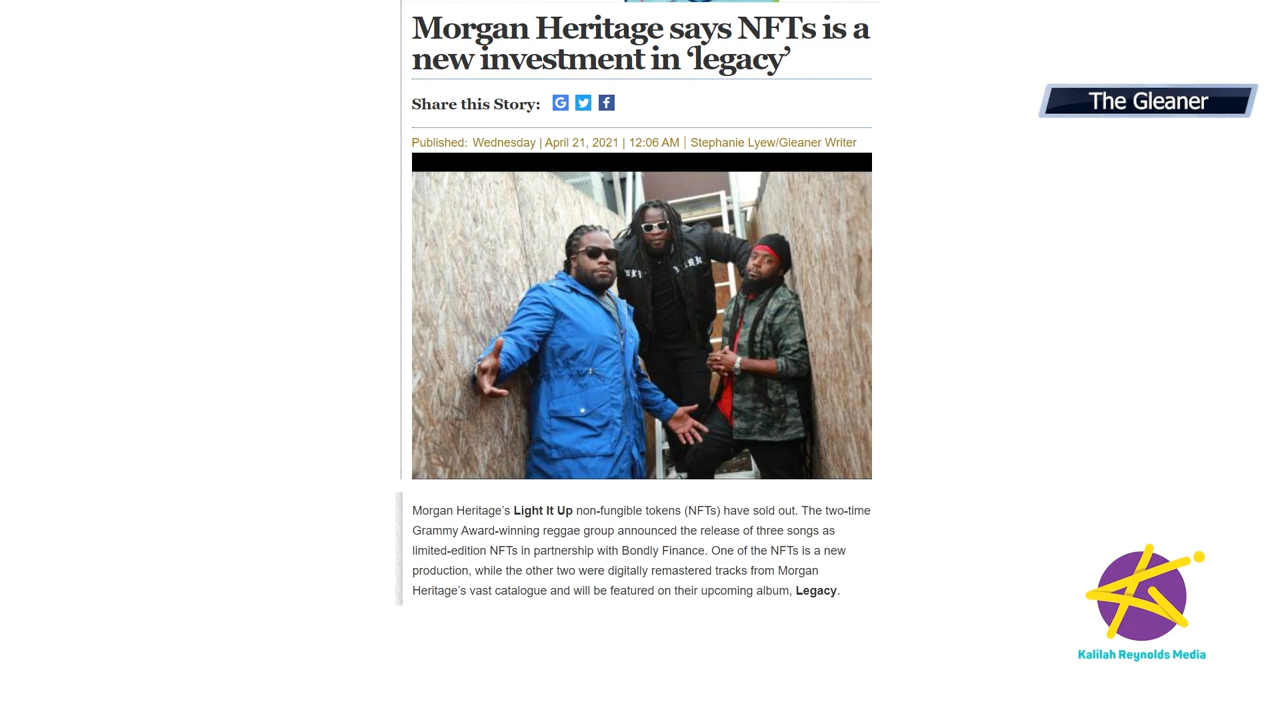 Morgan Heritage says NFTs is a
new investment in ‘legacy’
The Gleaner
Share this Story:
Published: Wednesday | April 21, 2021 | 12:06 AM | Stephanie Lyew/Gleaner Writer
Morgan Heritage’s Light It Up non-fungible tokens (NFTs) have sold out. The two-time
Grammy Award-winning reggae group announced the release of three songs as
limited-edition NFTs in partnership with Bondly Finance. One of the NFTs is a new
production, while the other two were digitally remastered tracks from Morgan
Heritage’s vast catalogue and will be featured on their upcoming album, Legacy.
Kalilah Reynolds Media